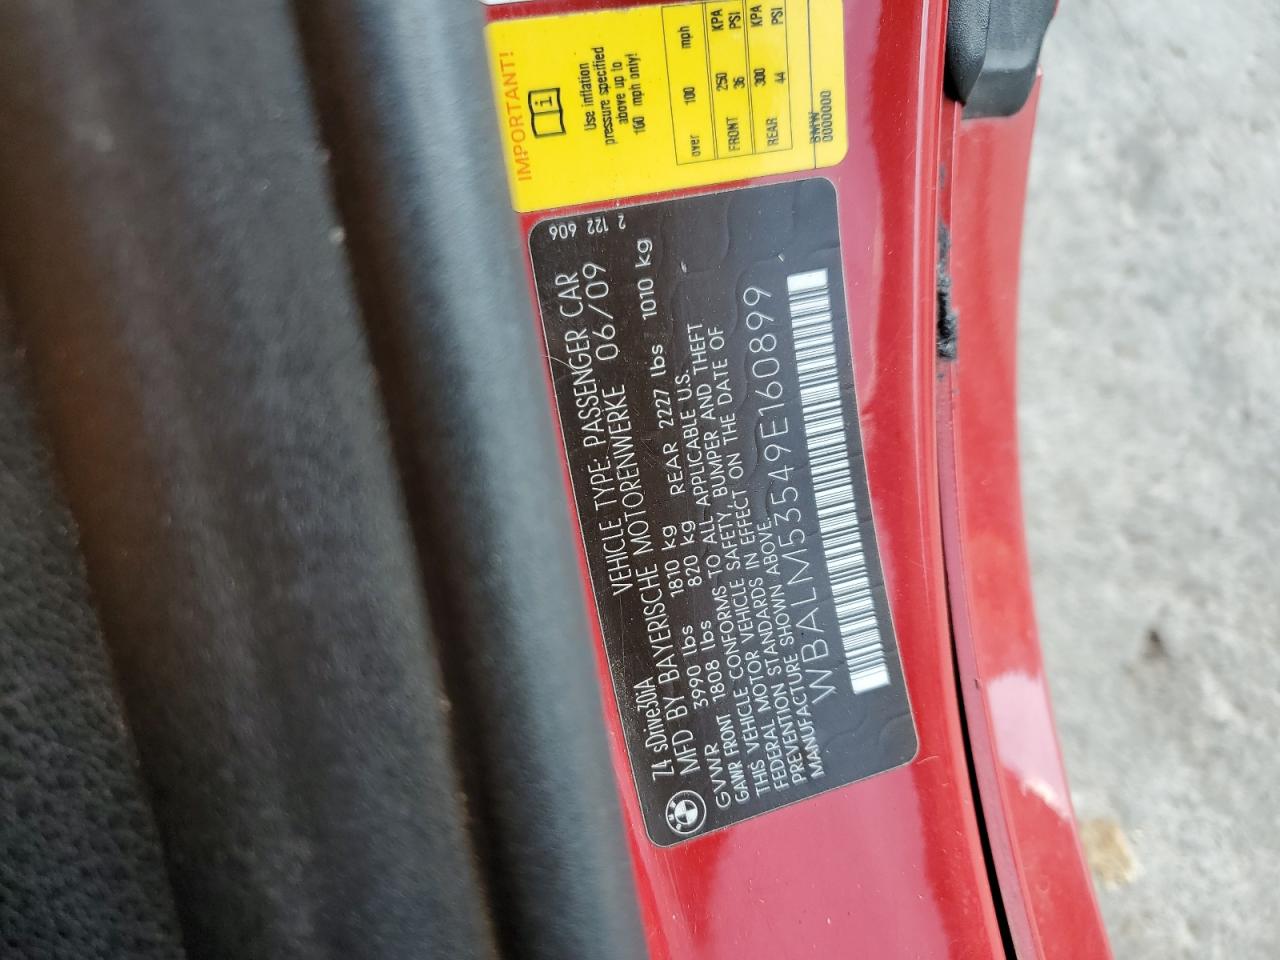 Z4 sDrive30iA
VEHICLE TYPE: PASSENGER CAR
MFD BY BAYERISCHE MOTORENWERKE 06/09
GVWR 3990 lbs 1810 kg
GAWR FRONT 1808 lbs 820 kg REAR 2227 lbs 1010 kg
THIS VEHICLE CONFORMS TO ALL APPLICABLE U.S.
FEDERAL MOTOR VEHICLE SAFETY, BUMPER AND THEFT
PREVENTION STANDARDS IN EFFECT ON THE DATE OF
MANUFACTURE SHOWN ABOVE.
WBALM53549E160899
2 122 606
IMPORTANT!
Use inflation
pressure specified
above up to
100 mph only!
over 100 mph
FRONT 250 KPA
36 PSI
REAR 300 KPA
44 PSI
BMW
0000000